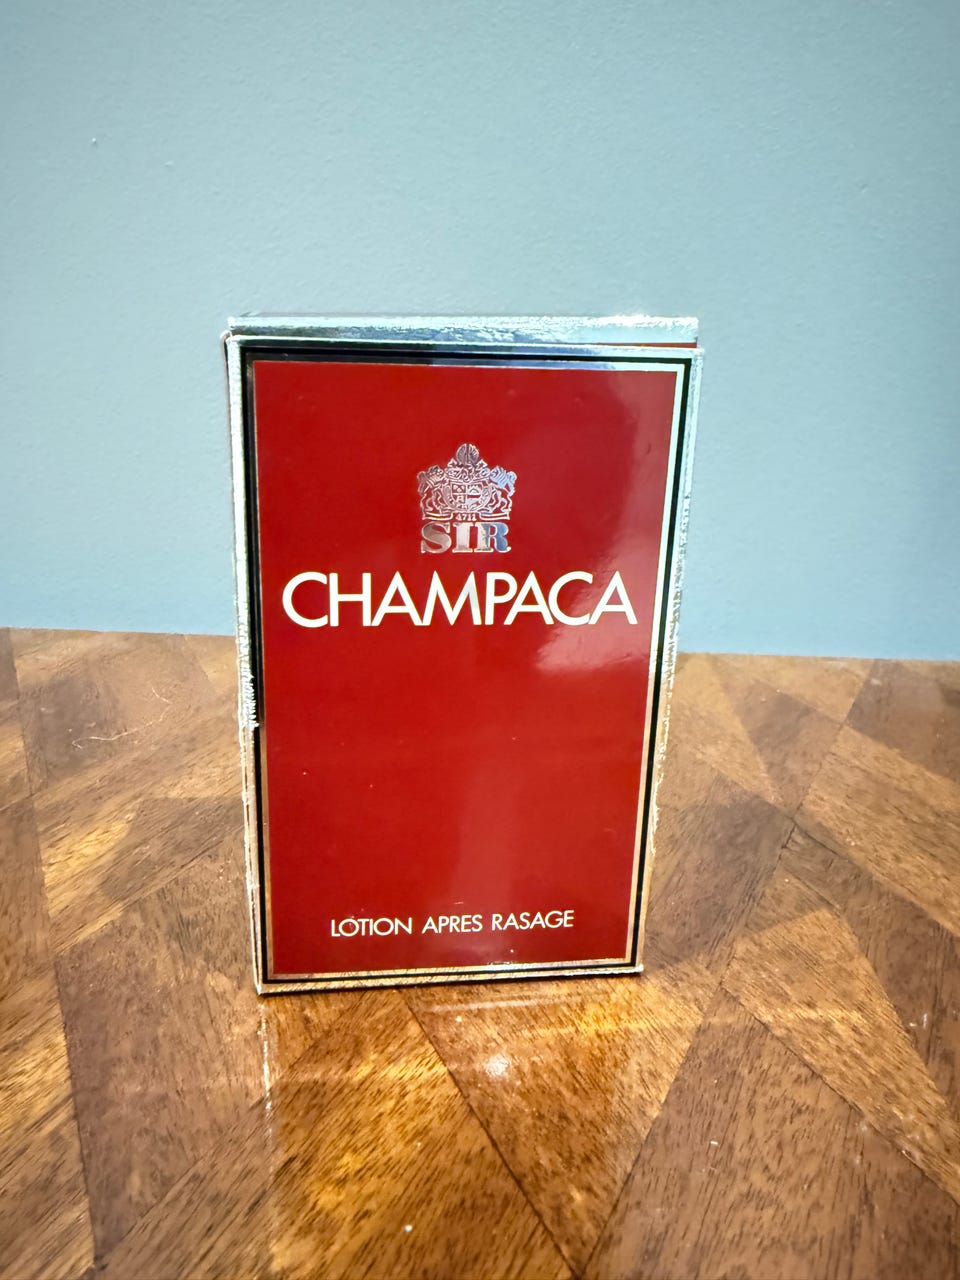 4711
SIR
CHAMPACA
LOTION APRES RASAGE